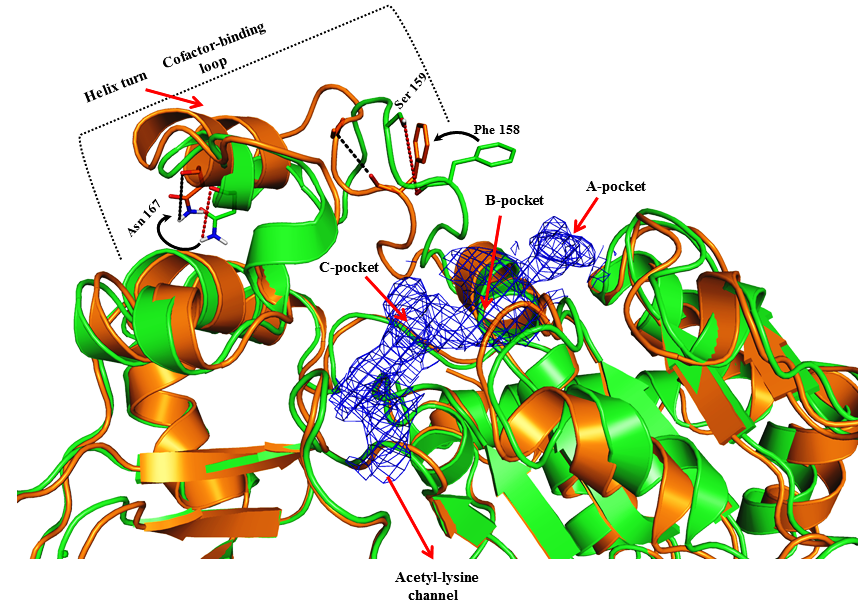 Cofactor-binding
loop
Helix turn
Ser 159
Phe 158
Asn 167
B-pocket
A-pocket
C-pocket
Acetyl-lysine
channel